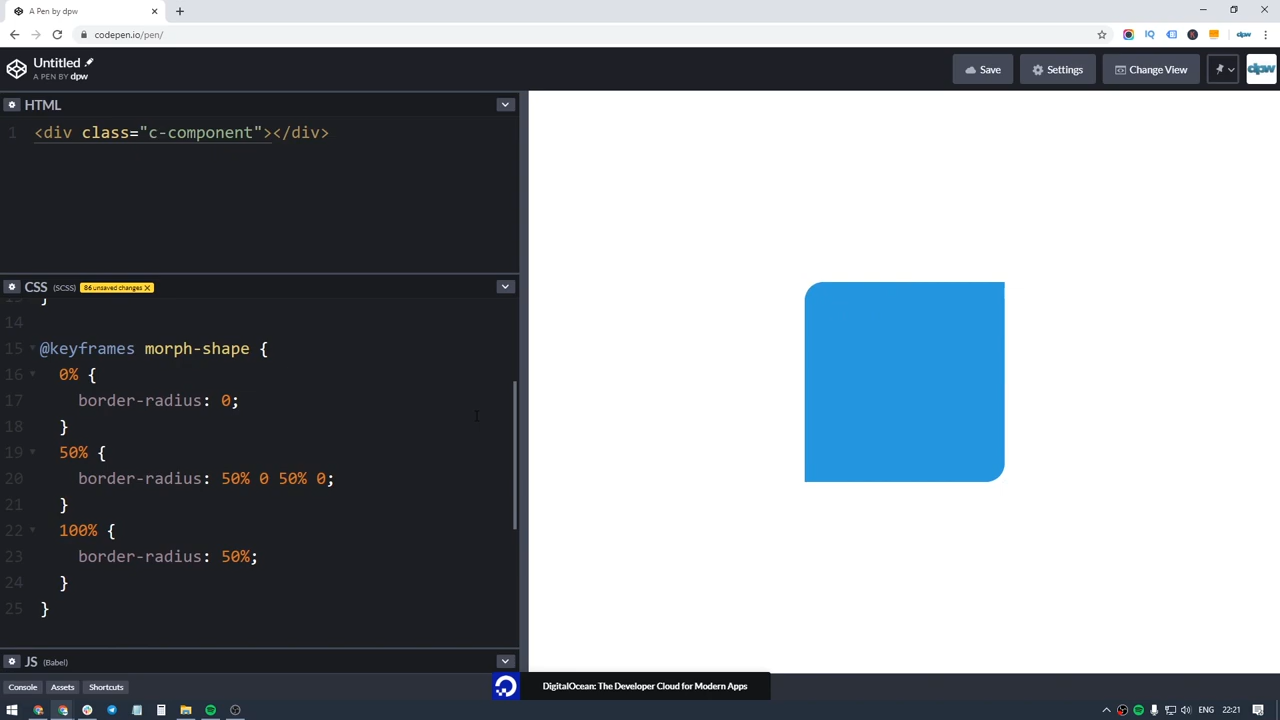 A Pen by dpw
codepen.io/pen/
IQ
dpw
Untitled
A PEN BY dpw
Save
Settings
Change View
dpw
HTML
1 <div class="c-component"></div>
CSS (SCSS) 86 unsaved changes X
14
15 @keyframes morph-shape {
16 0% {
17 border-radius: 0;
18 }
19 50% {
20 border-radius: 50% 0 50% 0;
21 }
22 100% {
23 border-radius: 50%;
24 }
25 }
JS (Babel)
Console Assets Shortcuts
DigitalOcean: The Developer Cloud for Modern Apps
ENG 22:21